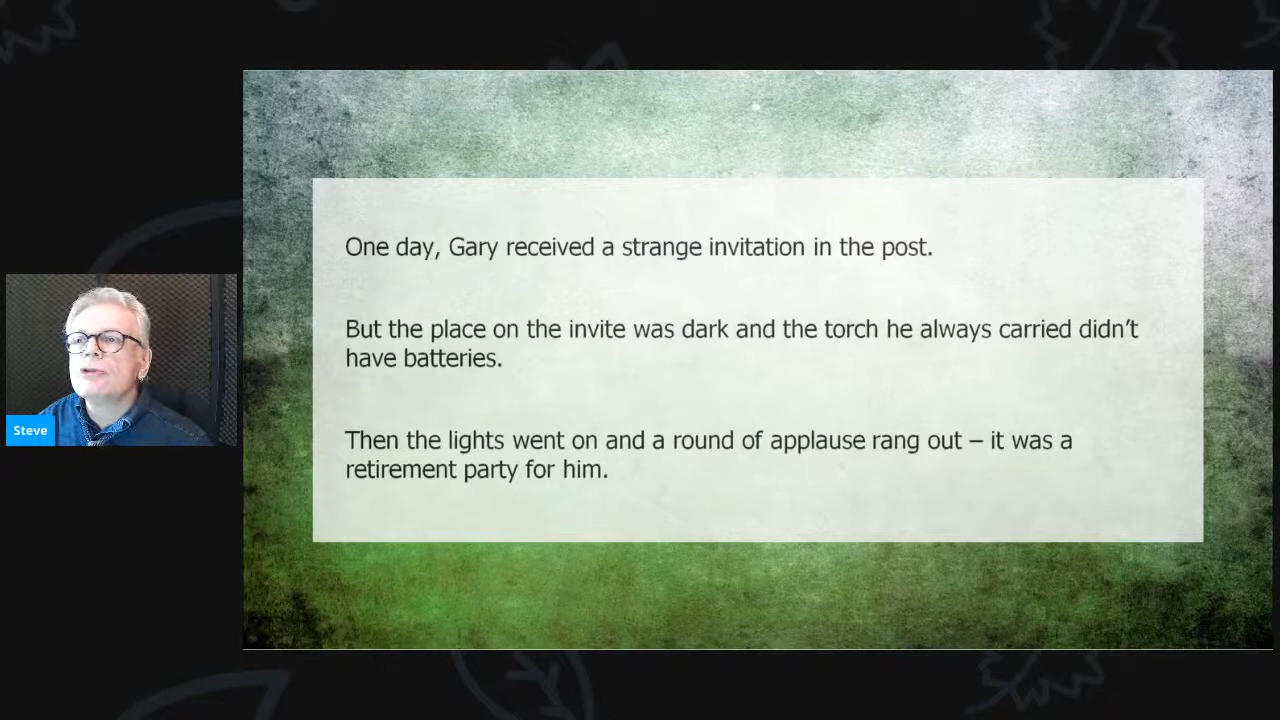 One day, Gary received a strange invitation in the post.
But the place on the invite was dark and the torch he always carried didn’t
have batteries.
Then the lights went on and a round of applause rang out – it was a
retirement party for him.
Steve